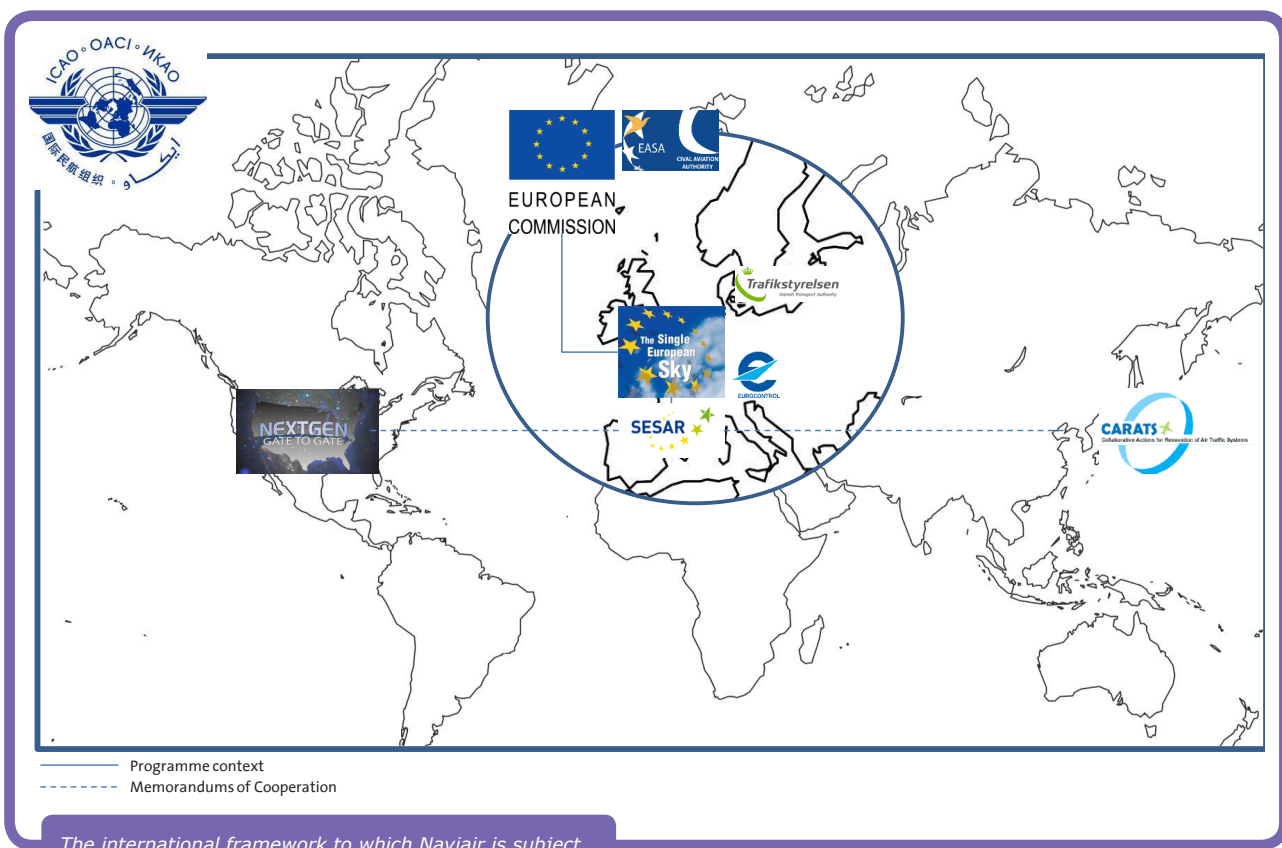 ICAO ° OACI ° ИКАО
国际民航组织 ° ايكاو
EASA
CIVAL AVIATION
AUTHORITY
EUROPEAN
COMMISSION
Trafikstyrelsen
Danish Transport Authority
The Single
European
Sky
EUROCONTROL
NEXTGEN
GATE TO GATE
SESAR
CARATS
Collaborative Actions for Renovation of Air Traffic Systems
Programme context
Memorandums of Cooperation
The international framework to which Naviair is subject